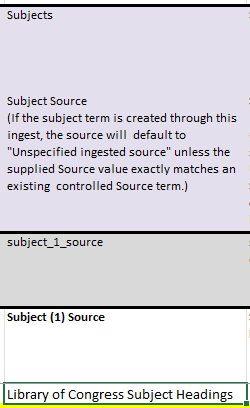 Subjects
Subject Source
(If the subject term is created through this
ingest, the source will  default to
"Unspecified ingested source" unless the
supplied Source value exactly matches an
existing  controlled Source term.)
subject_1_source
Subject (1) Source
Library of Congress Subject Headings